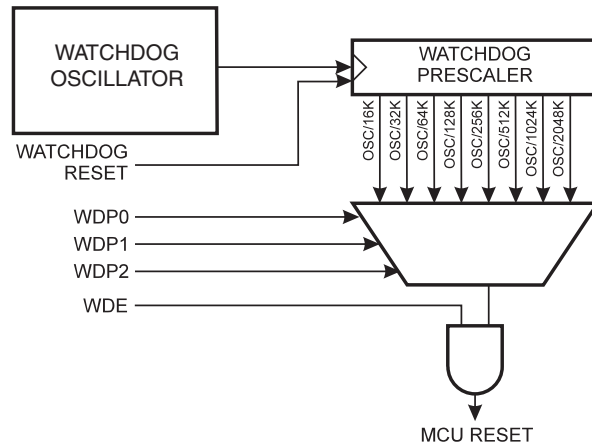 WATCHDOG
OSCILLATOR
WATCHDOG
PRESCALER
WATCHDOG
RESET
OSC/16K
OSC/32K
OSC/64K
OSC/128K
OSC/256K
OSC/512K
OSC/1024K
OSC/2048K
WDP0
WDP1
WDP2
WDE
MCU RESET